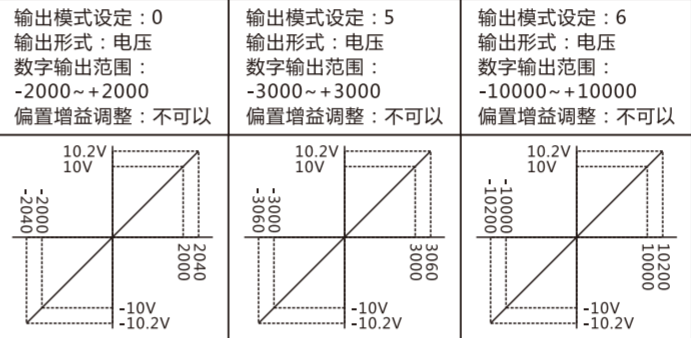 输出模式设定：0
输出形式：电压
数字输出范围：
-2000~+2000
偏置增益调整：不可以
10.2V
10V
-2040
-2000
2000
2040
-10V
-10.2V
输出模式设定：5
输出形式：电压
数字输出范围：
-3000~+3000
偏置增益调整：不可以
10.2V
10V
-3060
-3000
3000
3060
-10V
-10.2V
输出模式设定：6
输出形式：电压
数字输出范围：
-10000~+10000
偏置增益调整：不可以
10.2V
10V
-10200
-10000
10000
10200
-10V
-10.2V